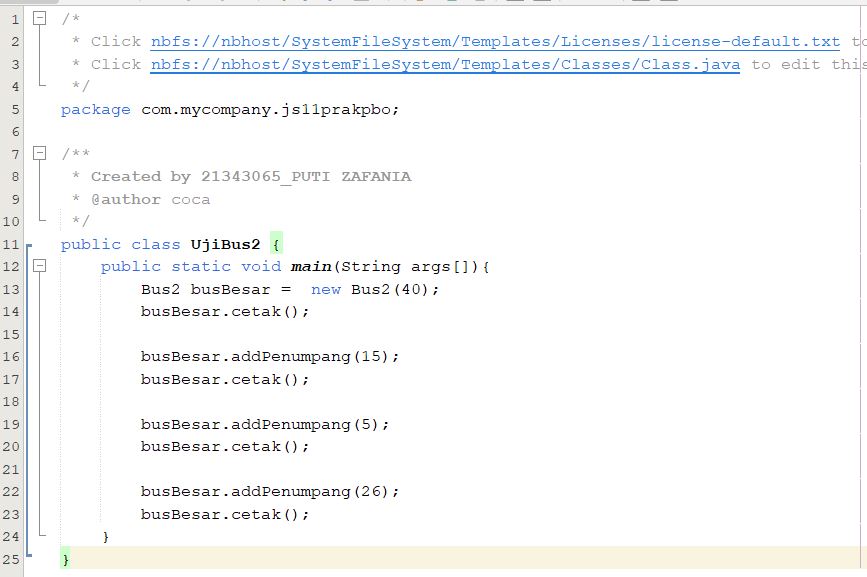 1 /*
2 * Click nbfs://nbhost/SystemFileSystem/Templates/Licenses/license-default.txt to
3 * Click nbfs://nbhost/SystemFileSystem/Templates/Classes/Class.java to edit this
4 */
5 package com.mycompany.js11prakpbo;
6
7 /**
8 * Created by 21343065_PUTI ZAFANIA
9 * @author coca
10 */
11 public class UjiBus2 {
12 public static void main(String args[]){
13 Bus2 busBesar =  new Bus2(40);
14 busBesar.cetak();
15
16 busBesar.addPenumpang(15);
17 busBesar.cetak();
18
19 busBesar.addPenumpang(5);
20 busBesar.cetak();
21
22 busBesar.addPenumpang(26);
23 busBesar.cetak();
24 }
25 }